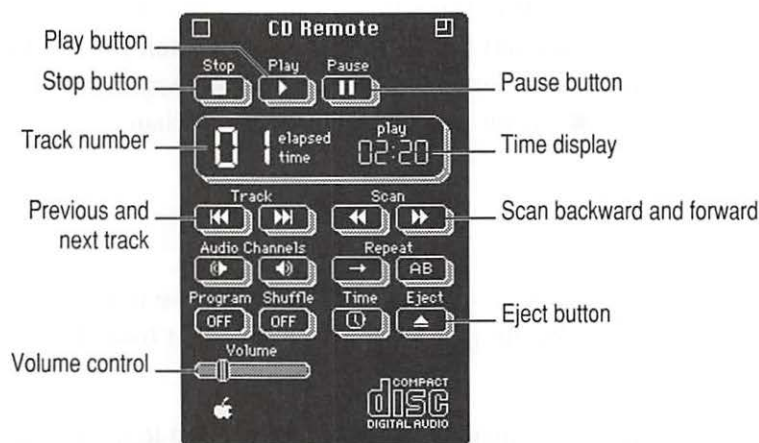 CD Remote
Play button
Stop Play Pause
Stop button
Pause button
Track number
01 elapsed time
play
02:20
Time display
Track Scan
Previous and
next track
Scan backward and forward
Audio Channels Repeat
AB
Program Shuffle Time Eject
OFF OFF
Eject button
Volume
Volume control
COMPACT
disc
DIGITAL AUDIO